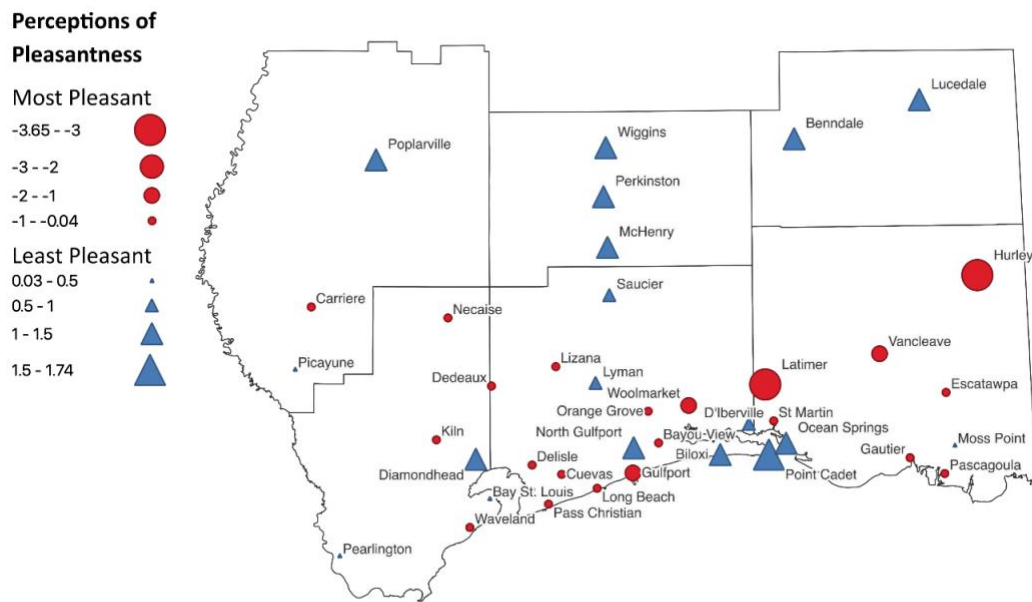 Perceptions of
Pleasantness
Most Pleasant
-3.65 - -3
-3 - -2
-2 - -1
-1 - -0.04
Least Pleasant
0.03 - 0.5
0.5 - 1
1 - 1.5
1.5 - 1.74
Lucedale
Benndale
Wiggins
Poplarville
Perkinston
McHenry
Hurley
Saucier
Carriere
Necaise
Vancleave
Picayune
Lizana
Latimer
Dedeaux
Lyman
Escatawpa
Woolmarket
Orange Grove
D'Iberville
St Martin
Ocean Springs
Kiln
North Gulfport
Bayou View
Moss Point
Gautier
Biloxi
Delisle
Pascagoula
Diamondhead
Cuevas
Gulfport
Point Cadet
Bay St. Louis
Long Beach
Pass Christian
Waveland
Pearlington